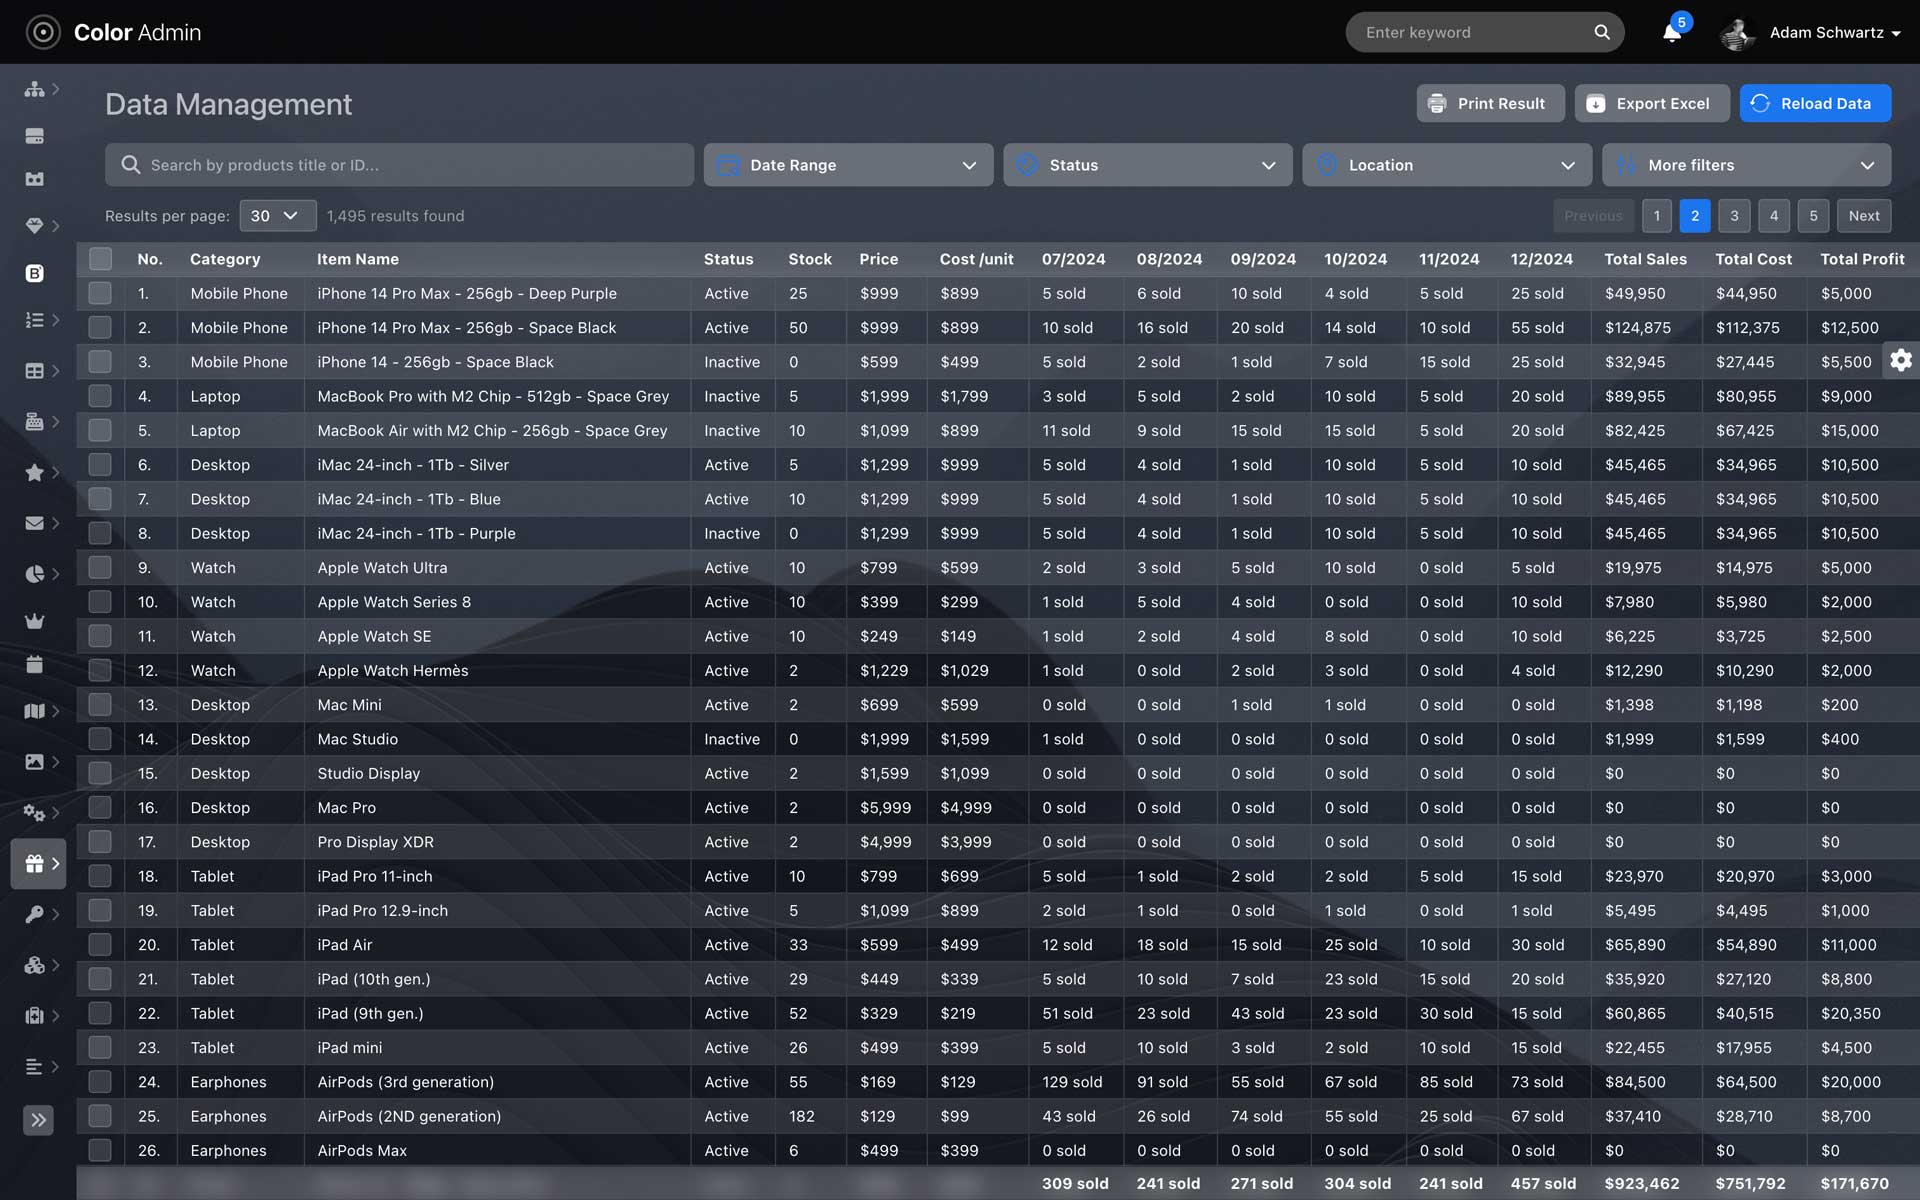 Color Admin
Enter keyword
5
Adam Schwartz
Data Management
Print Result
Export Excel
Reload Data
Search by products title or ID...
Date Range
Status
Location
More filters
Results per page: 30 1,495 results found
Previous 1 2 3 4 5 Next
No. Category Item Name Status Stock Price Cost /unit 07/2024 08/2024 09/2024 10/2024 11/2024 12/2024 Total Sales Total Cost Total Profit
1. Mobile Phone iPhone 14 Pro Max - 256gb - Deep Purple Active 25 $999 $899 5 sold 6 sold 10 sold 4 sold 5 sold 25 sold $49,950 $44,950 $5,000
2. Mobile Phone iPhone 14 Pro Max - 256gb - Space Black Active 50 $999 $899 10 sold 16 sold 20 sold 14 sold 10 sold 55 sold $124,875 $112,375 $12,500
3. Mobile Phone iPhone 14 - 256gb - Space Black Inactive 0 $599 $499 5 sold 2 sold 1 sold 7 sold 15 sold 25 sold $32,945 $27,445 $5,500
4. Laptop MacBook Pro with M2 Chip - 512gb - Space Grey Inactive 5 $1,999 $1,799 3 sold 5 sold 2 sold 10 sold 5 sold 20 sold $89,955 $80,955 $9,000
5. Laptop MacBook Air with M2 Chip - 256gb - Space Grey Inactive 10 $1,099 $899 11 sold 9 sold 15 sold 15 sold 5 sold 20 sold $82,425 $67,425 $15,000
6. Desktop iMac 24-inch - 1Tb - Silver Active 5 $1,299 $999 5 sold 4 sold 1 sold 10 sold 5 sold 10 sold $45,465 $34,965 $10,500
7. Desktop iMac 24-inch - 1Tb - Blue Active 10 $1,299 $999 5 sold 4 sold 1 sold 10 sold 5 sold 10 sold $45,465 $34,965 $10,500
8. Desktop iMac 24-inch - 1Tb - Purple Inactive 0 $1,299 $999 5 sold 4 sold 1 sold 10 sold 5 sold 10 sold $45,465 $34,965 $10,500
9. Watch Apple Watch Ultra Active 10 $799 $599 2 sold 3 sold 5 sold 10 sold 0 sold 5 sold $19,975 $14,975 $5,000
10. Watch Apple Watch Series 8 Active 10 $399 $299 1 sold 5 sold 4 sold 0 sold 0 sold 10 sold $7,980 $5,980 $2,000
11. Watch Apple Watch SE Active 10 $249 $149 1 sold 2 sold 4 sold 8 sold 0 sold 10 sold $6,225 $3,725 $2,500
12. Watch Apple Watch Hermès Active 2 $1,229 $1,029 1 sold 0 sold 2 sold 3 sold 0 sold 4 sold $12,290 $10,290 $2,000
13. Desktop Mac Mini Active 2 $699 $599 0 sold 0 sold 1 sold 1 sold 0 sold 0 sold $1,398 $1,198 $200
14. Desktop Mac Studio Inactive 0 $1,999 $1,599 1 sold 0 sold 0 sold 0 sold 0 sold 0 sold $1,999 $1,599 $400
15. Desktop Studio Display Active 2 $1,599 $1,099 0 sold 0 sold 0 sold 0 sold 0 sold 0 sold $0 $0 $0
16. Desktop Mac Pro Active 2 $5,999 $4,999 0 sold 0 sold 0 sold 0 sold 0 sold 0 sold $0 $0 $0
17. Desktop Pro Display XDR Active 2 $4,999 $3,999 0 sold 0 sold 0 sold 0 sold 0 sold 0 sold $0 $0 $0
18. Tablet iPad Pro 11-inch Active 10 $799 $699 5 sold 1 sold 2 sold 2 sold 5 sold 15 sold $23,970 $20,970 $3,000
19. Tablet iPad Pro 12.9-inch Active 5 $1,099 $899 2 sold 1 sold 0 sold 1 sold 0 sold 1 sold $5,495 $4,495 $1,000
20. Tablet iPad Air Active 33 $599 $499 12 sold 18 sold 15 sold 25 sold 10 sold 30 sold $65,890 $54,890 $11,000
21. Tablet iPad (10th gen.) Active 29 $449 $339 5 sold 10 sold 7 sold 23 sold 15 sold 20 sold $35,920 $27,120 $8,800
22. Tablet iPad (9th gen.) Active 52 $329 $219 51 sold 23 sold 43 sold 23 sold 30 sold 15 sold $60,865 $40,515 $20,350
23. Tablet iPad mini Active 26 $499 $399 5 sold 10 sold 3 sold 2 sold 10 sold 15 sold $22,455 $17,955 $4,500
24. Earphones AirPods (3rd generation) Active 55 $169 $129 129 sold 91 sold 55 sold 67 sold 85 sold 73 sold $84,500 $64,500 $20,000
25. Earphones AirPods (2ND generation) Active 182 $129 $99 43 sold 26 sold 74 sold 55 sold 25 sold 67 sold $37,410 $28,710 $8,700
26. Earphones AirPods Max Active 6 $499 $399 0 sold 0 sold 0 sold 0 sold 0 sold 0 sold $0 $0 $0
309 sold 241 sold 271 sold 304 sold 241 sold 457 sold $923,462 $751,792 $171,670